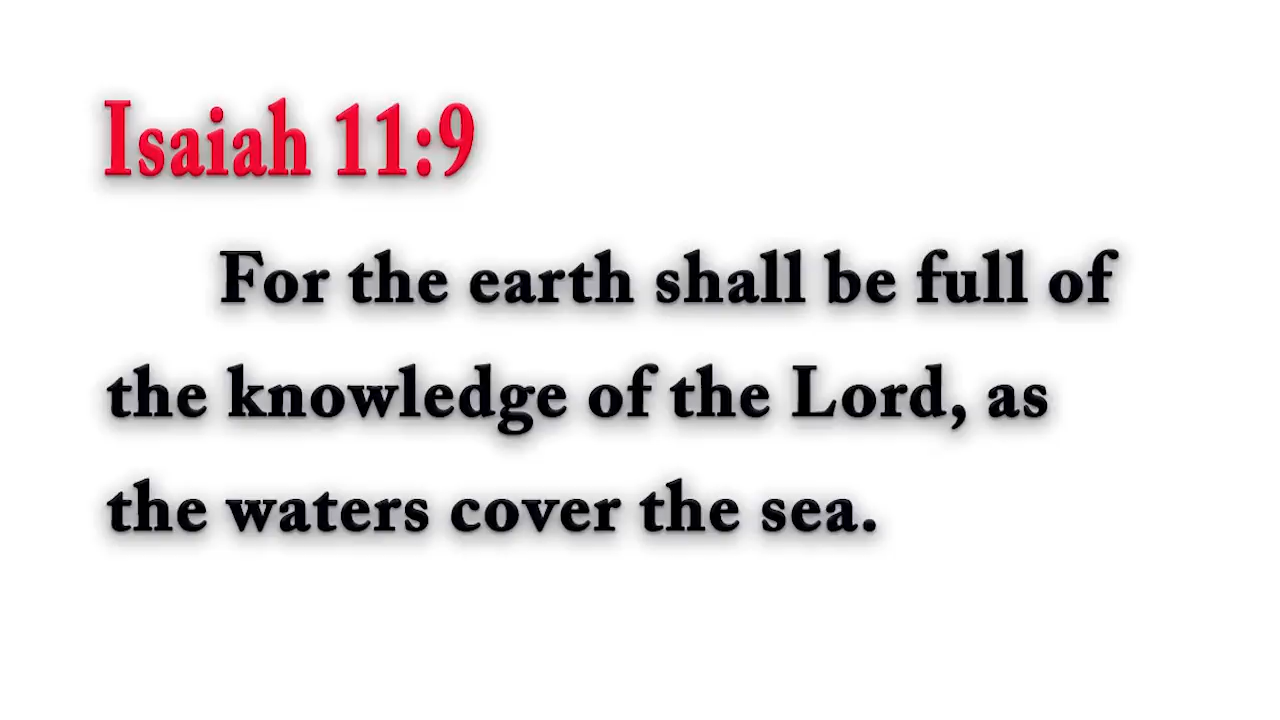 Isaiah 11:9
For the earth shall be full of
the knowledge of the Lord, as
the waters cover the sea.